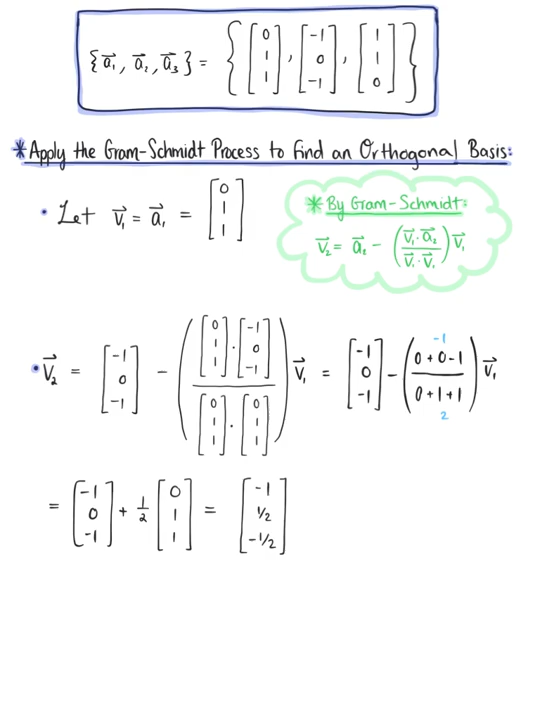 {a⃗₁, a⃗₂, a⃗₃} = { [0 1 1], [-1 0 -1], [1 1 0] }
*Apply the Gram-Schmidt Process to find an Orthogonal Basis:
• Let v⃗₁ = a⃗₁ = [0 1 1]
*By Gram-Schmidt:
v⃗₂ = a⃗₂ - (v⃗₁·a⃗₂ / v⃗₁·v⃗₁) v⃗₁
• v⃗₂ = [-1 0 -1] - ([0 1 1]·[-1 0 -1] / [0 1 1]·[0 1 1]) v⃗₁ = [-1 0 -1] - (0+0-1 / 0+1+1) v⃗₁
-1
2
= [-1 0 -1] + 1/2 [0 1 1] = [-1 1/2 -1/2]